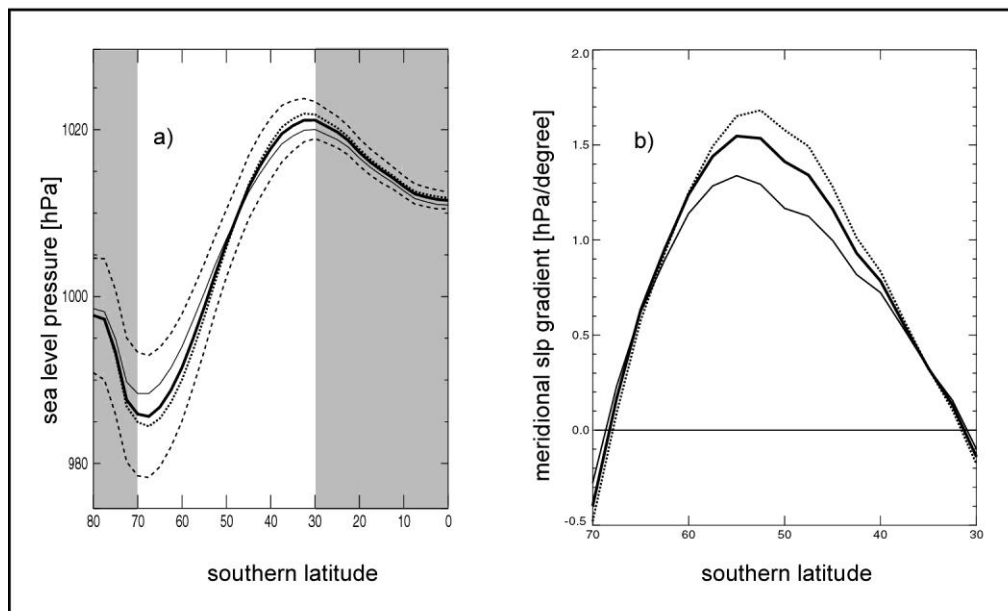 a)
sea level pressure [hPa]
1020
1000
980
80 70 60 50 40 30 20 10 0
southern latitude
b)
meridional slp gradient [hPa/degree]
2.0
1.5
1.0
0.5
0.0
-0.5
70 60 50 40 30
southern latitude